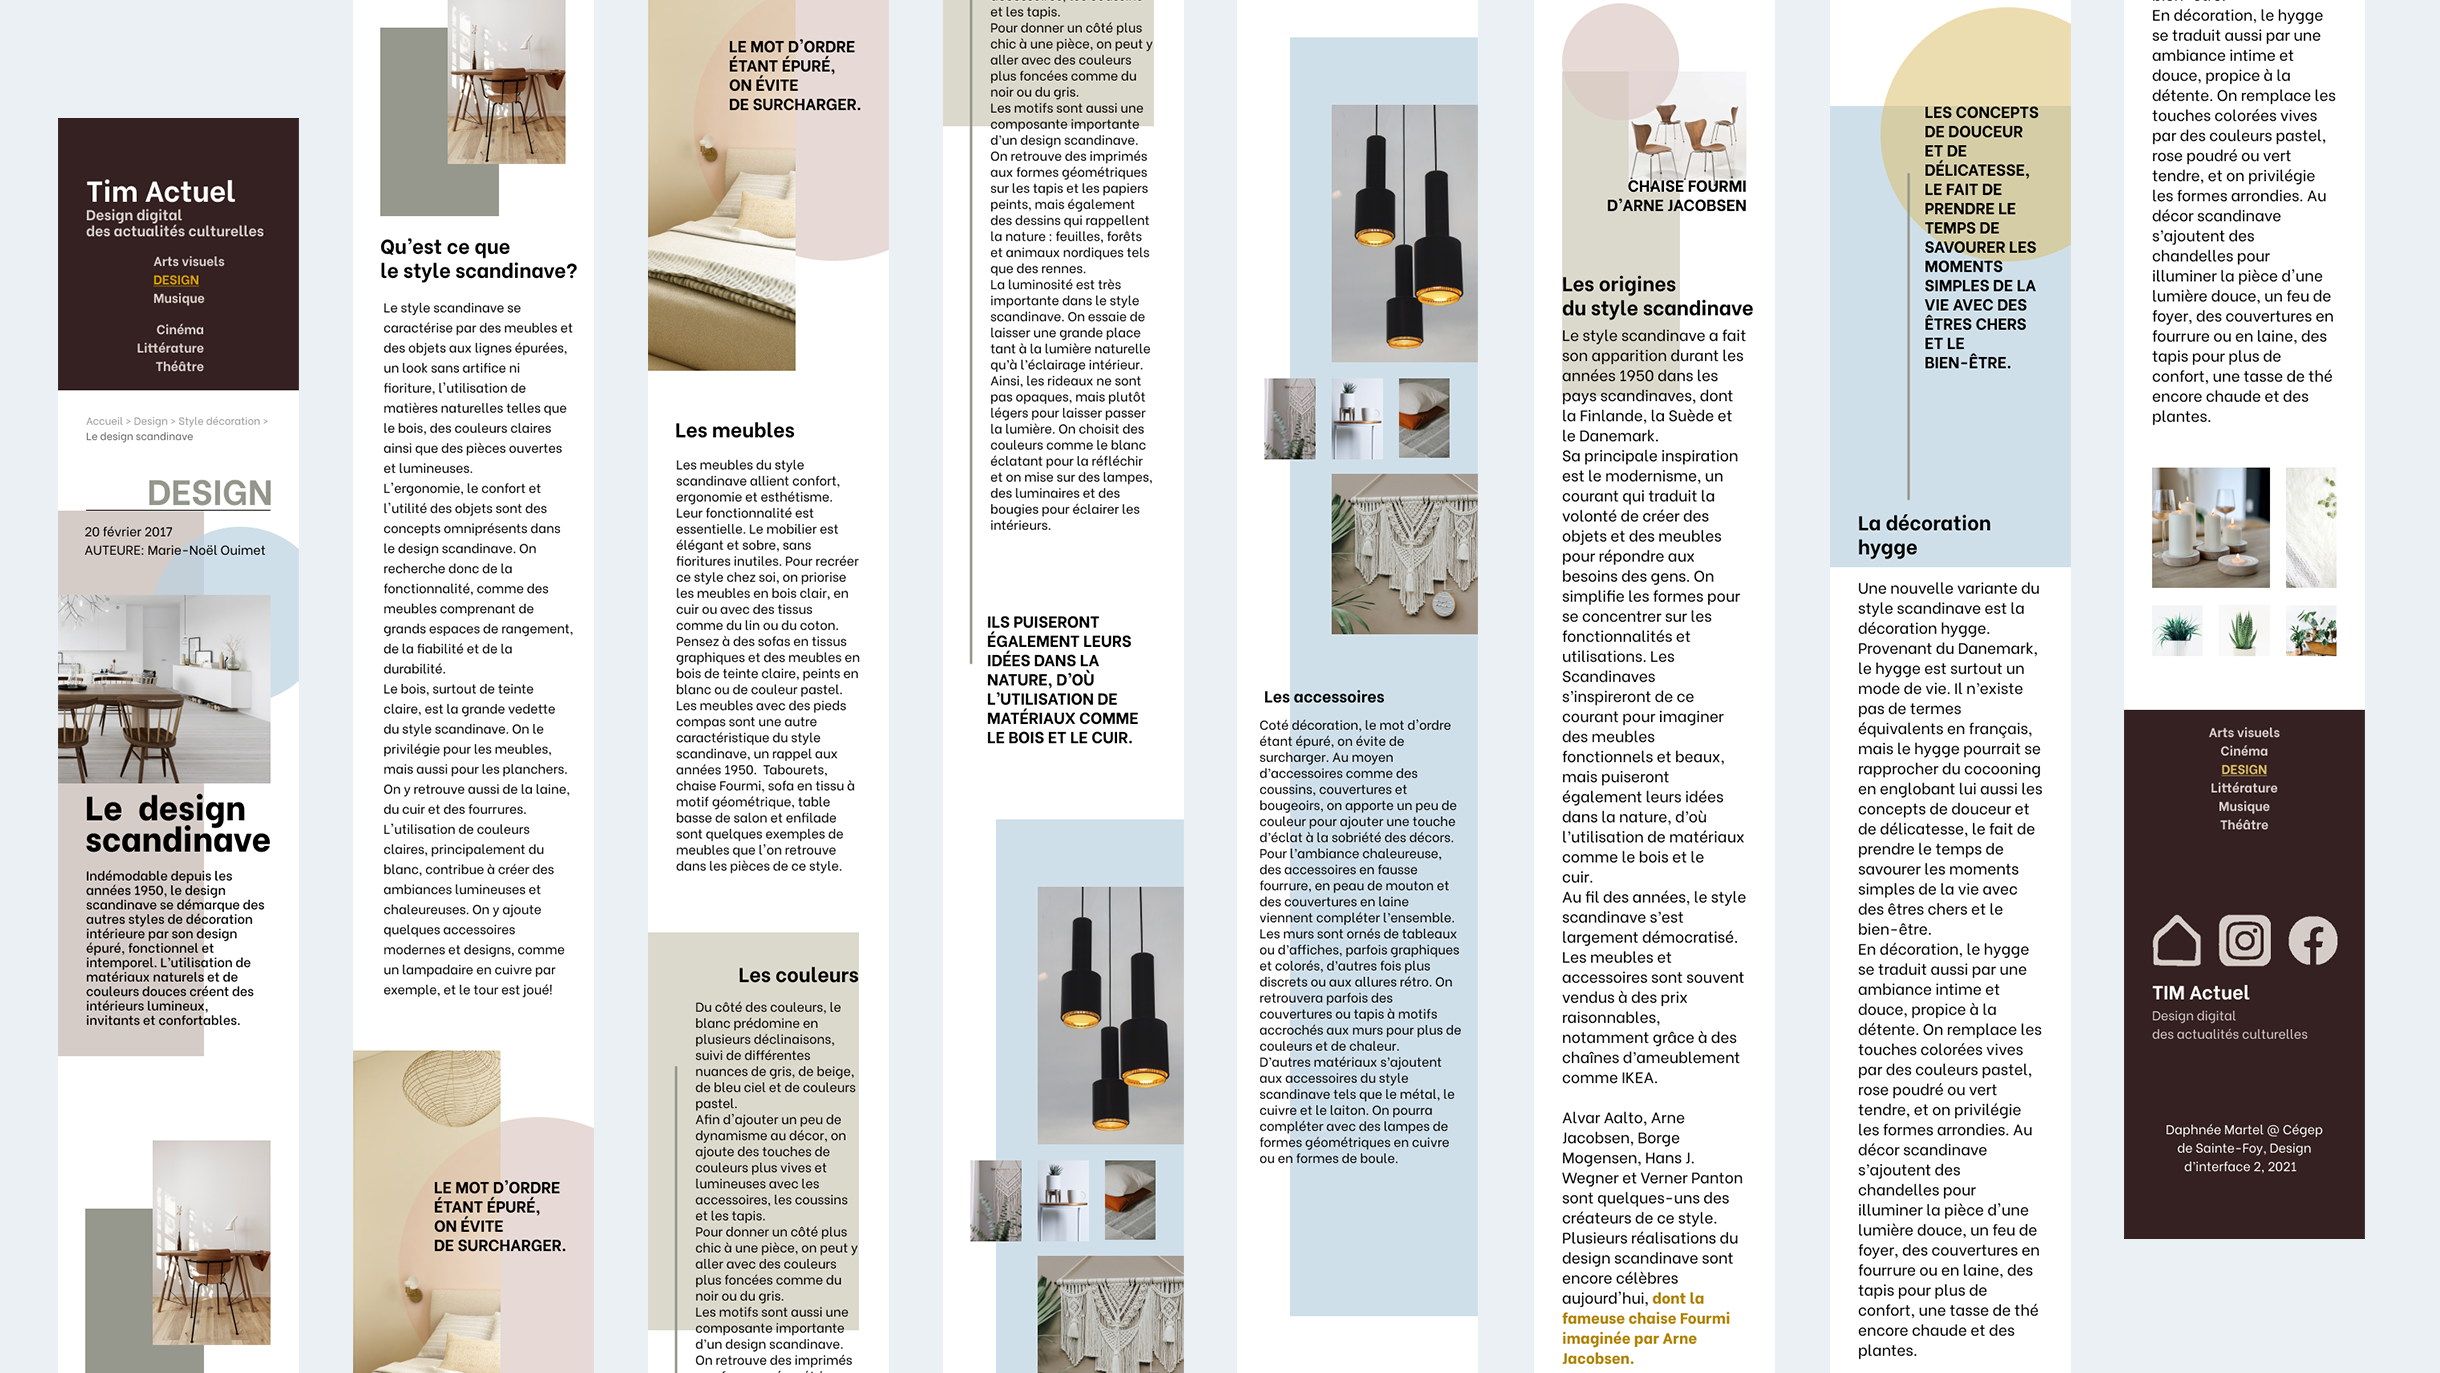 Tim Actuel
Design digital
des actualités culturelles
Arts visuels
DESIGN
Musique
Cinéma
Littérature
Théâtre
Accueil > Design > Style décoration >
Le design scandinave
DESIGN
20 février 2017
AUTEURE: Marie-Noël Ouimet
Le design
scandinave
Indémodable depuis les
années 1950, le design
scandinave se démarque des
autres styles de décoration
intérieure par son design
épuré, fonctionnel et
intemporel. L'utilisation de
matériaux naturels et de
couleurs douces créent des
intérieurs lumineux,
invitants et confortables.
Qu'est ce que
le style scandinave?
Le style scandinave se
caractérise par des meubles et
des objets aux lignes épurées,
un look sans artifice ni
fioriture, l'utilisation de
matières naturelles telles que
le bois, des couleurs claires
ainsi que des pièces ouvertes
et lumineuses.
L'ergonomie, le confort et
l'utilité des objets sont des
concepts omniprésents dans
le design scandinave. On
recherche donc de la
fonctionnalité, comme des
meubles comprenant de
grands espaces de rangement,
de la fiabilité et de la
durabilité.
Le bois, surtout de teinte
claire, est la grande vedette
du style scandinave. On le
privilégie pour les meubles,
mais aussi pour les planchers.
On y retrouve aussi de la laine,
du cuir et des fourrures.
L'utilisation de couleurs
claires, principalement du
blanc, contribue à créer des
ambiances lumineuses et
chaleureuses. On y ajoute
quelques accessoires
modernes et designs, comme
un lampadaire en cuivre par
exemple, et le tour est joué!
LE MOT D'ORDRE
ÉTANT ÉPURÉ,
ON ÉVITE
DE SURCHARGER.
LE MOT D'ORDRE
ÉTANT ÉPURÉ,
ON ÉVITE
DE SURCHARGER.
Les meubles
Les meubles du style
scandinave allient confort,
ergonomie et esthétisme.
Leur fonctionnalité est
essentielle. Le mobilier est
élégant et sobre, sans
fioritures inutiles. Pour recréer
ce style chez soi, on priorise
les meubles en bois clair, en
cuir ou avec des tissus
comme du lin ou du coton.
Pensez à des sofas en tissus
graphiques et des meubles en
bois de teinte claire, peints en
blanc ou de couleur pastel.
Les meubles avec des pieds
compas sont une autre
caractéristique du style
scandinave, un rappel aux
années 1950. Tabourets,
chaise Fourmi, sofa en tissu à
motif géométrique, table
basse de salon et enfilade
sont quelques exemples de
meubles que l'on retrouve
dans les pièces de ce style.
Les couleurs
Du côté des couleurs, le
blanc prédomine en
plusieurs déclinaisons,
suivi de différentes
nuances de gris, de beige,
de bleu ciel et de couleurs
pastel.
Afin d'ajouter un peu de
dynamisme au décor, on
ajoute des touches de
couleurs plus vives et
lumineuses avec les
accessoires, les coussins
et les tapis.
Pour donner un côté plus
chic à une pièce, on peut y
aller avec des couleurs
plus foncées comme du
noir ou du gris.
Les motifs sont aussi une
composante importante
d'un design scandinave.
On retrouve des imprimés
et les tapis.
Pour donner un côté plus
chic à une pièce, on peut y
aller avec des couleurs
plus foncées comme du
noir ou du gris.
Les motifs sont aussi une
composante importante
d'un design scandinave.
On retrouve des imprimés
aux formes géométriques
sur les tapis et les papiers
peints, mais également
des dessins qui rappellent
la nature : feuilles, forêts
et animaux nordiques tels
que des rennes.
La luminosité est très
importante dans le style
scandinave. On essaie de
laisser une grande place
tant à la lumière naturelle
qu'à l'éclairage intérieur.
Ainsi, les rideaux ne sont
pas opaques, mais plutôt
légers pour laisser passer
la lumière. On choisit des
couleurs comme le blanc
éclatant pour la réfléchir
et on mise sur des lampes,
des luminaires et des
bougies pour éclairer les
intérieurs.
ILS PUISERONT
ÉGALEMENT LEURS
IDÉES DANS LA
NATURE, D'OÙ
L'UTILISATION DE
MATÉRIAUX COMME
LE BOIS ET LE CUIR.
Les accessoires
Coté décoration, le mot d'ordre
étant épuré, on évite de
surcharger. Au moyen
d'accessoires comme des
coussins, couvertures et
bougeoirs, on apporte un peu de
couleur pour ajouter une touche
d'éclat à la sobriété des décors.
Pour l'ambiance chaleureuse,
des accessoires en fausse
fourrure, en peau de mouton et
des couvertures en laine
viennent compléter l'ensemble.
Les murs sont ornés de tableaux
ou d'affiches, parfois graphiques
et colorés, d'autres fois plus
discrets ou aux allures rétro. On
retrouvera parfois des
couvertures ou tapis à motifs
accrochés aux murs pour plus de
couleurs et de chaleur.
D'autres matériaux s'ajoutent
aux accessoires du style
scandinave tels que le métal, le
cuivre et le laiton. On pourra
compléter avec des lampes de
formes géométriques en cuivre
ou en formes de boule.
CHAISE FOURMI
D'ARNE JACOBSEN
Les origines
du style scandinave
Le style scandinave a fait
son apparition durant les
années 1950 dans les
pays scandinaves, dont
la Finlande, la Suède et
le Danemark.
Sa principale inspiration
est le modernisme, un
courant qui traduit la
volonté de créer des
objets et des meubles
pour répondre aux
besoins des gens. On
simplifie les formes pour
se concentrer sur les
fonctionnalités et
utilisations. Les
Scandinaves
s'inspireront de ce
courant pour imaginer
des meubles
fonctionnels et beaux,
mais puiseront
également leurs idées
dans la nature, d'où
l'utilisation de matériaux
comme le bois et le
cuir.
Au fil des années, le style
scandinave s'est
largement démocratisé.
Les meubles et
accessoires sont souvent
vendus à des prix
raisonnables,
notamment grâce à des
chaînes d'ameublement
comme IKEA.
Alvar Aalto, Arne
Jacobsen, Borge
Mogensen, Hans J.
Wegner et Verner Panton
sont quelques-uns des
créateurs de ce style.
Plusieurs réalisations du
design scandinave sont
encore célèbres
aujourd'hui, dont la
fameuse chaise Fourmi
imaginée par Arne
Jacobsen.
LES CONCEPTS
DE DOUCEUR
ET DE
DÉLICATESSE,
LE FAIT DE
PRENDRE LE
TEMPS DE
SAVOURER LES
MOMENTS
SIMPLES DE LA
VIE AVEC DES
ÊTRES CHERS
ET LE
BIEN-ÊTRE.
La décoration
hygge
Une nouvelle variante du
style scandinave est la
décoration hygge.
Provenant du Danemark,
le hygge est surtout un
mode de vie. Il n'existe
pas de termes
équivalents en français,
mais le hygge pourrait se
rapprocher du cocooning
en englobant lui aussi les
concepts de douceur et
de délicatesse, le fait de
prendre le temps de
savourer les moments
simples de la vie avec
des êtres chers et le
bien-être.
En décoration, le hygge
se traduit aussi par une
ambiance intime et
douce, propice à la
détente. On remplace les
touches colorées vives
par des couleurs pastel,
rose poudré ou vert
tendre, et on privilégie
les formes arrondies. Au
décor scandinave
s'ajoutent des
chandelles pour
illuminer la pièce d'une
lumière douce, un feu de
foyer, des couvertures en
fourrure ou en laine, des
tapis pour plus de
confort, une tasse de thé
encore chaude et des
plantes.
En décoration, le hygge
se traduit aussi par une
ambiance intime et
douce, propice à la
détente. On remplace les
touches colorées vives
par des couleurs pastel,
rose poudré ou vert
tendre, et on privilégie
les formes arrondies. Au
décor scandinave
s'ajoutent des
chandelles pour
illuminer la pièce d'une
lumière douce, un feu de
foyer, des couvertures en
fourrure ou en laine, des
tapis pour plus de
confort, une tasse de thé
encore chaude et des
plantes.
Arts visuels
Cinéma
DESIGN
Littérature
Musique
Théâtre
TIM Actuel
Design digital
des actualités culturelles
Daphnée Martel @ Cégep
de Sainte-Foy, Design
d'interface 2, 2021